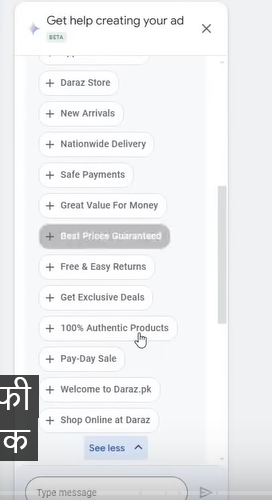 Get help creating your ad
BETA
+ Daraz Store
+ New Arrivals
+ Nationwide Delivery
+ Safe Payments
+ Great Value For Money
+ Best Prices Guaranteed
+ Free & Easy Returns
+ Get Exclusive Deals
+ 100% Authentic Products
+ Pay-Day Sale
+ Welcome to Daraz.pk
+ Shop Online at Daraz
See less
फी
क
Type message